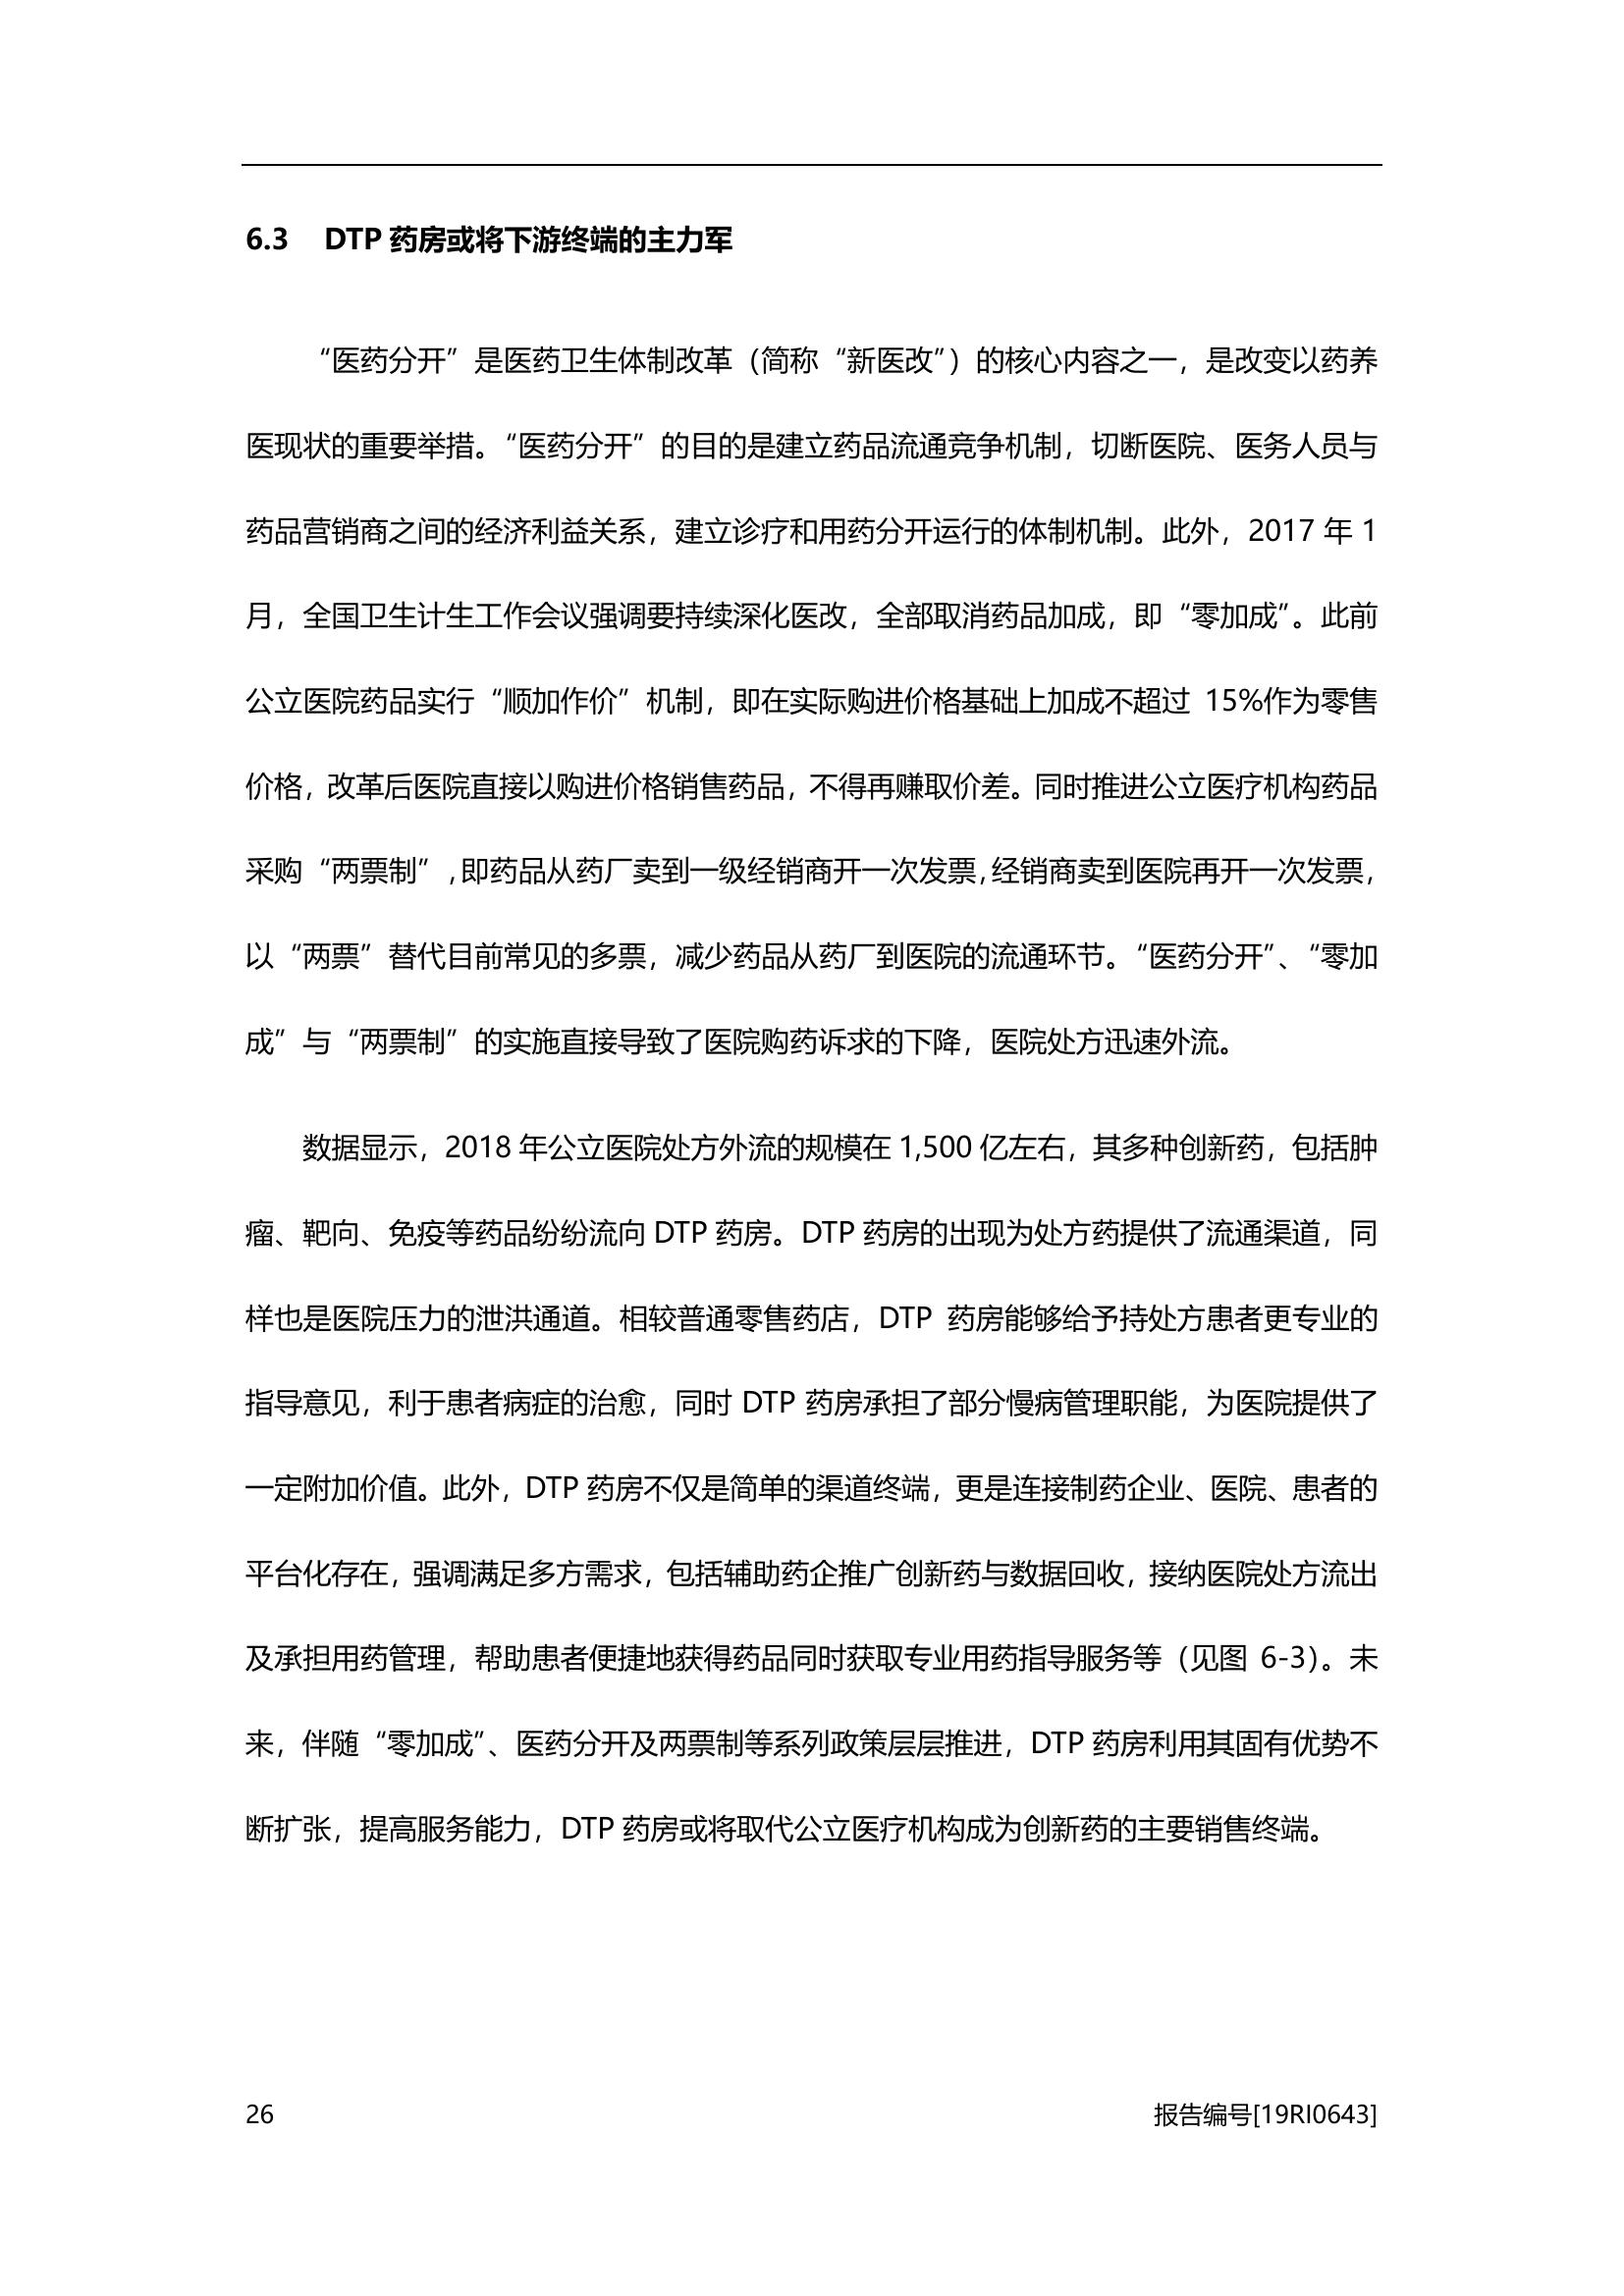 6.3 DTP 药房或将下游终端的主力军
“医药分开”是医药卫生体制改革（简称“新医改”）的核心内容之一，是改变以药养
医现状的重要举措。“医药分开”的目的是建立药品流通竞争机制，切断医院、医务人员与
药品营销商之间的经济利益关系，建立诊疗和用药分开运行的体制机制。此外，2017 年 1
月，全国卫生计生工作会议强调要持续深化医改，全部取消药品加成，即“零加成”。此前
公立医院药品实行“顺加作价”机制，即在实际购进价格基础上加成不超过 15%作为零售
价格，改革后医院直接以购进价格销售药品，不得再赚取价差。同时推进公立医疗机构药品
采购“两票制”，即药品从药厂卖到一级经销商开一次发票，经销商卖到医院再开一次发票，
以“两票”替代目前常见的多票，减少药品从药厂到医院的流通环节。“医药分开”、“零加
成”与“两票制”的实施直接导致了医院购药诉求的下降，医院处方迅速外流。
数据显示，2018 年公立医院处方外流的规模在 1,500 亿左右，其多种创新药，包括肿
瘤、靶向、免疫等药品纷纷流向 DTP 药房。DTP 药房的出现为处方药提供了流通渠道，同
样也是医院压力的泄洪通道。相较普通零售药店，DTP 药房能够给予持处方患者更专业的
指导意见，利于患者病症的治愈，同时 DTP 药房承担了部分慢病管理职能，为医院提供了
一定附加价值。此外，DTP 药房不仅是简单的渠道终端，更是连接制药企业、医院、患者的
平台化存在，强调满足多方需求，包括辅助药企推广创新药与数据回收，接纳医院处方流出
及承担用药管理，帮助患者便捷地获得药品同时获取专业用药指导服务等（见图 6-3）。未
来，伴随“零加成”、医药分开及两票制等系列政策层层推进，DTP 药房利用其固有优势不
断扩张，提高服务能力，DTP 药房或将取代公立医疗机构成为创新药的主要销售终端。
26 报告编号[19RI0643]